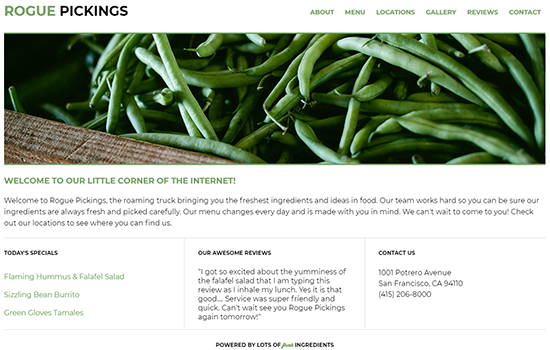 ROGUE PICKINGS
ABOUT MENU LOCATIONS GALLERY REVIEWS CONTACT
WELCOME TO OUR LITTLE CORNER OF THE INTERNET!
Welcome to Rogue Pickings, the roaming truck bringing you the freshest ingredients and ideas in food. Our team works hard so you can be sure our
ingredients are always fresh and picked carefully. Our menu changes every day and is made with you in mind. We can't wait to come to you! Check
out our locations to see where you can find us.
TODAY'S SPECIALS
Flaming Hummus & Falafel Salad
Sizzling Bean Burrito
Green Gloves Tamales
OUR AWESOME REVIEWS
"I got so excited about the yumminess of
the falafel salad that I am typing this
review as I inhale my lunch. Yes it is that
good.... Service was super friendly and
quick. Can't wait see you Rogue Pickings
again tomorrow!"
CONTACT US
1001 Potrero Avenue
San Francisco, CA 94110
(415) 206-8000
POWERED BY LOTS OF fresh INGREDIENTS